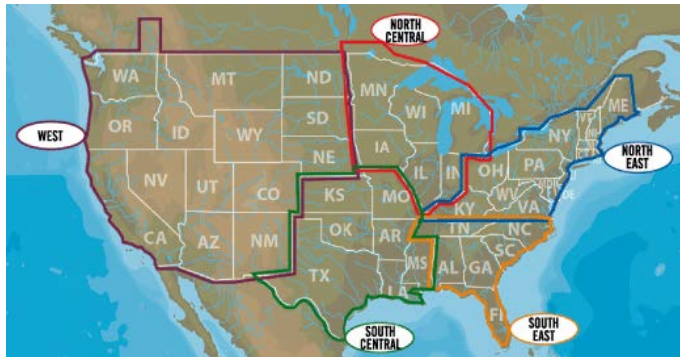 NORTH
CENTRAL
WA
MT
ND
MN
ME
OR
ID
SD
WI
MI
NY
WEST
WY
IA
PA
NORTH
EAST
NE
NV
UT
CO
IL
IN
OH
WV
VA
DE
KS
MO
KY
CA
AZ
NM
OK
AR
TN
NC
SC
TX
MS
AL
GA
LA
FL
SOUTH
CENTRAL
SOUTH
EAST